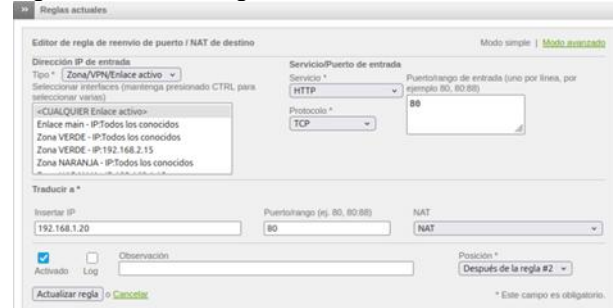 Reglas actuales
Editor de regla de reenvio de puerto / NAT de destino
Modo simple | Modo avanzado
Dirección IP de entrada
Tipo * Zona/VPN/Enlace activo
Seleccionar interfaces (mantenga presionado CTRL para
seleccionar varias)
<CUALQUIER Enlace activo>
Enlace main - IP:Todos los conocidos
Zona VERDE - IP:Todos los conocidos
Zona VERDE - IP:192.168.2.15
Zona NARANJA - IP:Todos los conocidos
Servicio/Puerto de entrada
Servicio *
HTTP
Protocolo *
TCP
Puerto/rango de entrada (uno por línea, por
ejemplo 80, 80:88)
80
Traducir a *
Insertar IP
192.168.1.20
Puerto/rango (ej. 80, 80:88)
80
NAT
NAT
Activado
Log
Observación
Posición *
Después de la regla #2
Actualizar regla o Cancelar
* Este campo es obligatorio.